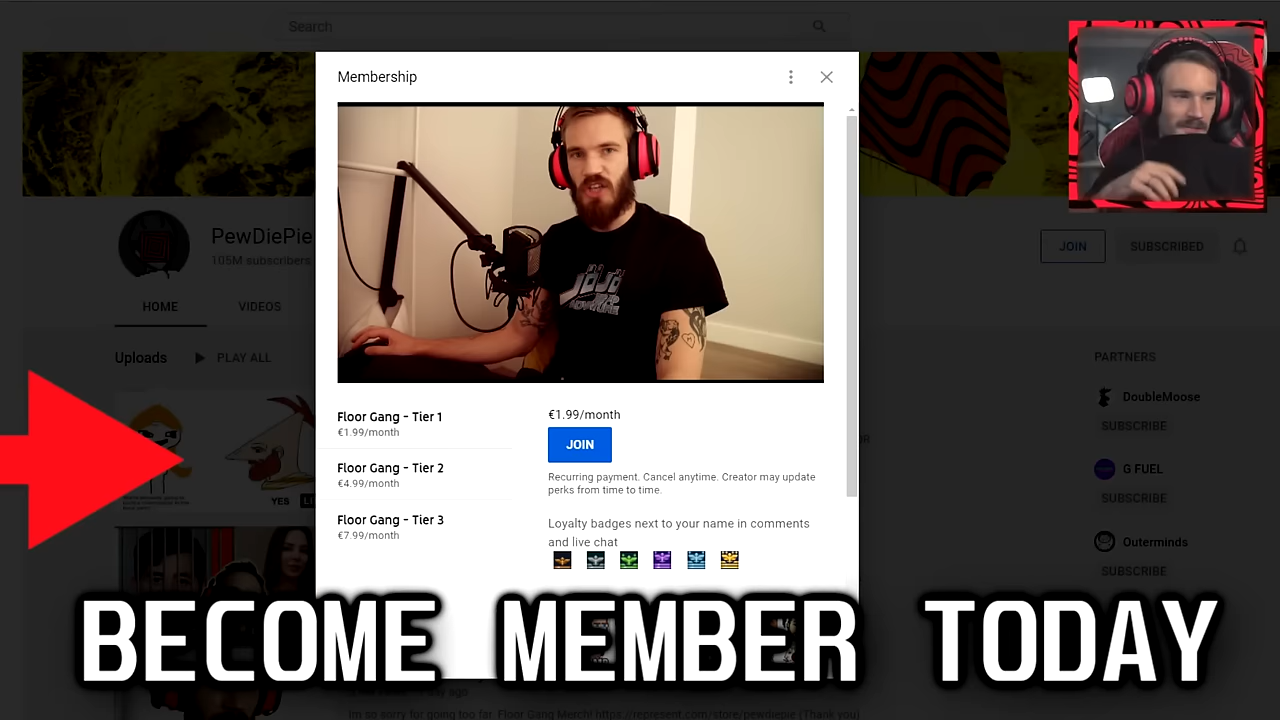 Search
Membership
PewDiePie
105M subscribers
JOIN
SUBSCRIBED
HOME
VIDEOS
Uploads
PLAY ALL
PARTNERS
DoubleMoose
SUBSCRIBE
G FUEL
SUBSCRIBE
Outerminds
SUBSCRIBE
Floor Gang - Tier 1
€1.99/month
Floor Gang - Tier 2
€4.99/month
Floor Gang - Tier 3
€7.99/month
€1.99/month
JOIN
Recurring payment. Cancel anytime. Creator may update
perks from time to time.
Loyalty badges next to your name in comments
and live chat
YES
BECOME MEMBER TODAY
im so sorry for going too far. Floor Gang Merch! https://represent.com/store/pewdiepie (Thank you)